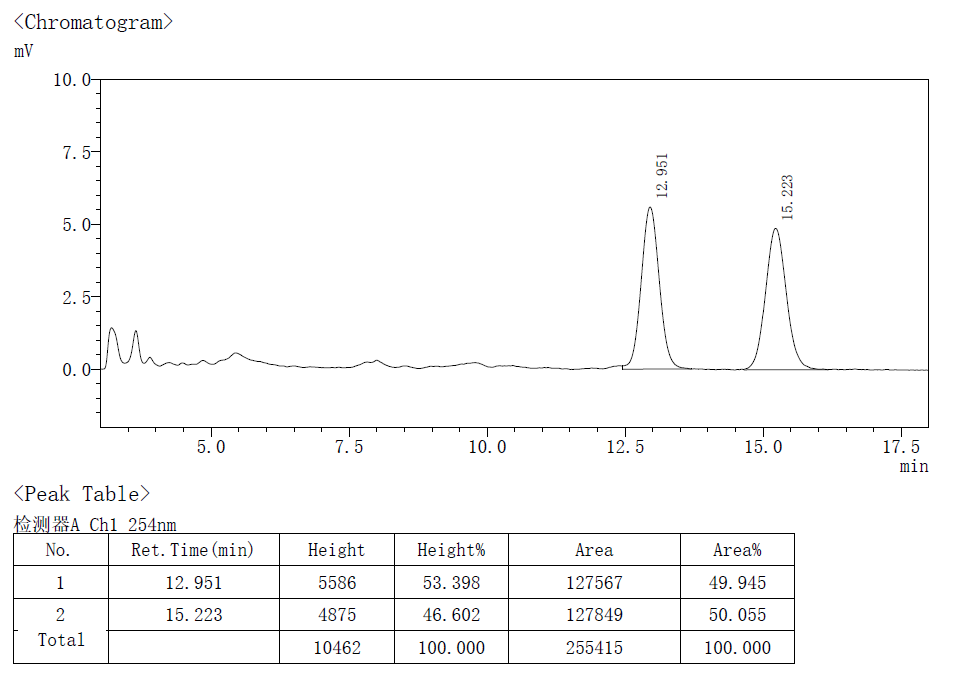 <Chromatogram>
mV
10.0
7.5
5.0
2.5
0.0
12.951
15.223
5.0 7.5 10.0 12.5 15.0 17.5
min
<Peak Table>
检测器A Ch1 254nm
No. Ret.Time(min) Height Height% Area Area%
1 12.951 5586 53.398 127567 49.945
2 15.223 4875 46.602 127849 50.055
Total 10462 100.000 255415 100.000